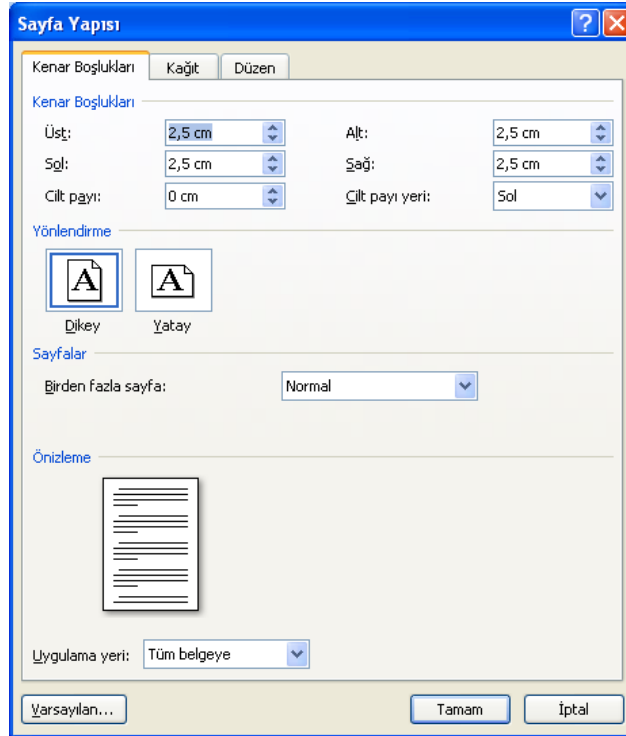 Sayfa Yapısı
Kenar Boşlukları Kağıt Düzen
Kenar Boşlukları
Üst: 2,5 cm Alt: 2,5 cm
Sol: 2,5 cm Sağ: 2,5 cm
Cilt payı: 0 cm Cilt payı yeri: Sol
Yönlendirme
A A
Dikey Yatay
Sayfalar
Birden fazla sayfa: Normal
Önizleme
Uygulama yeri: Tüm belgeye
Varsayılan... Tamam İptal